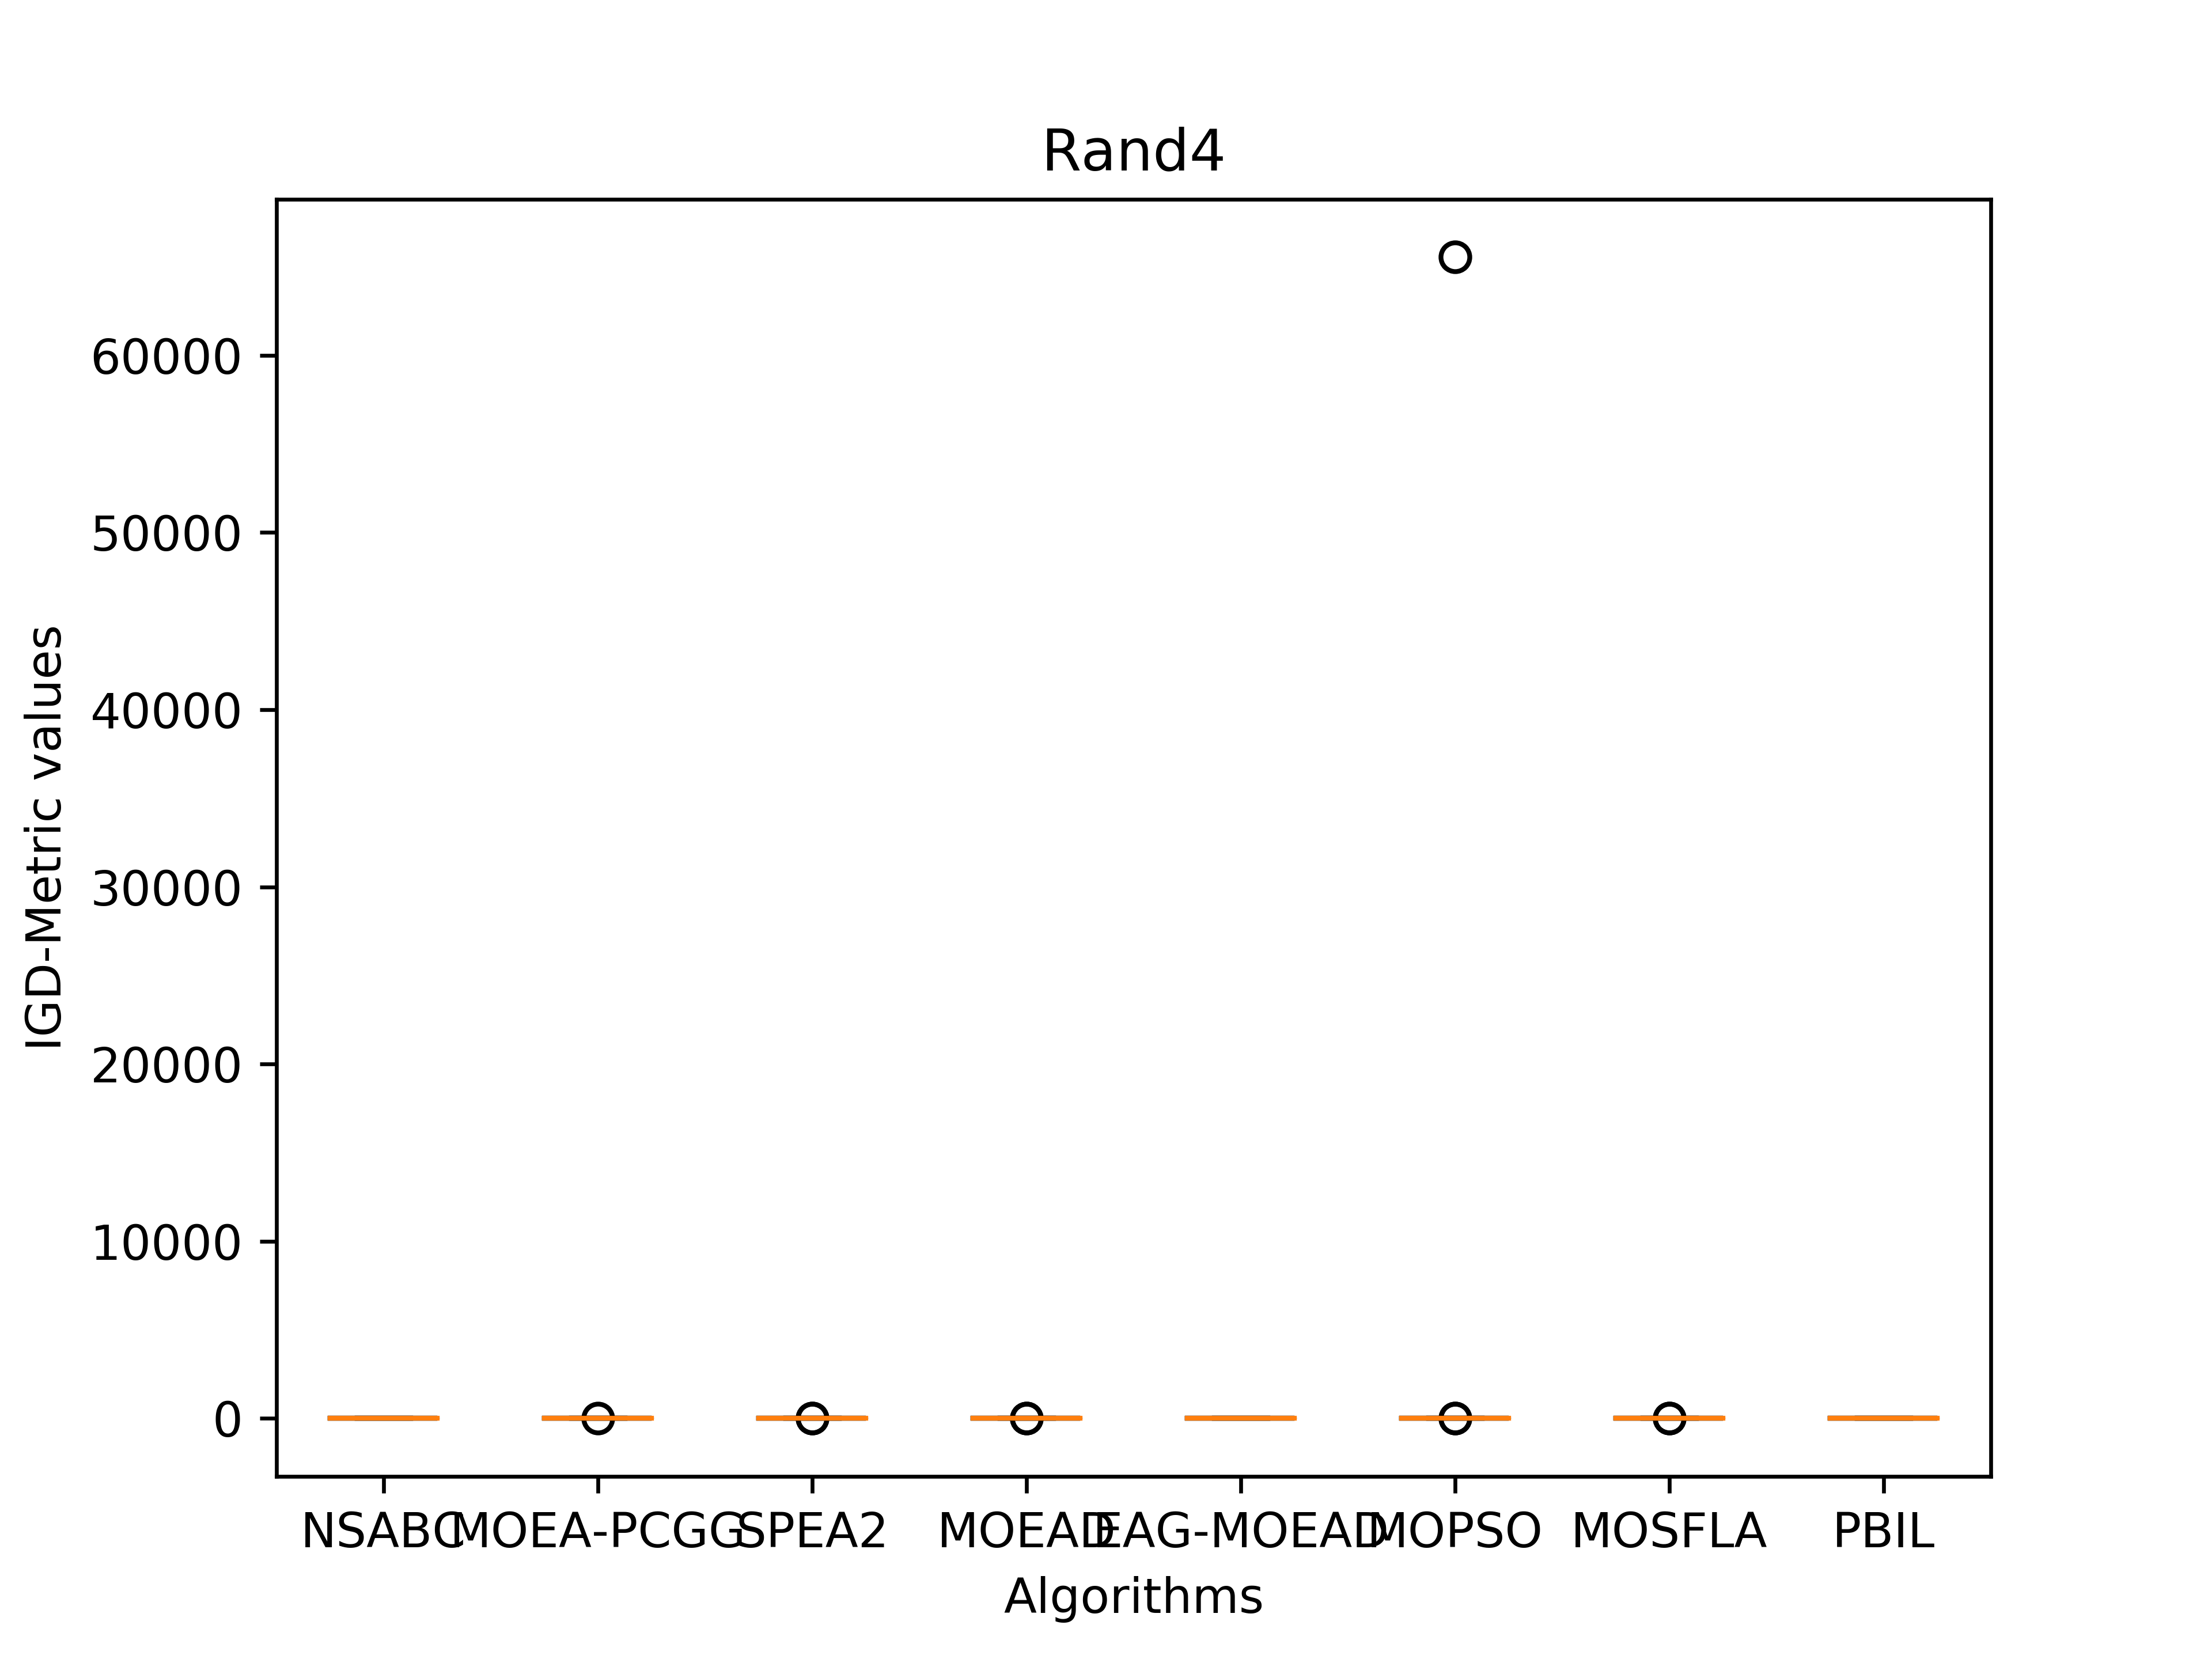 Rand4
IGD-Metric values
60000
50000
40000
30000
20000
10000
0
NSABC MOEA-PCGG SPEA2 MOEAD EAG-MOEAD MOPSO MOSFLA PBIL
Algorithms